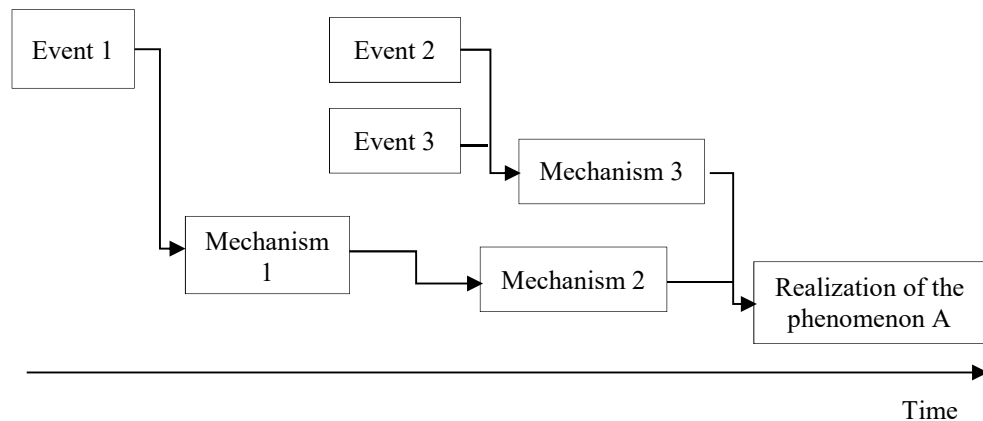 Event 1
Event 2
Event 3
Mechanism 3
Mechanism
1
Mechanism 2
Realization of the
phenomenon A
Time